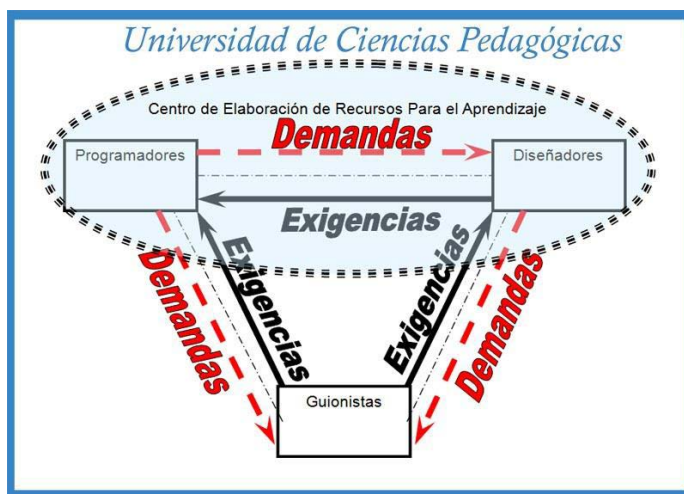 Universidad de Ciencias Pedagógicas
Centro de Elaboración de Recursos Para el Aprendizaje
Demandas
Programadores
Diseñadores
Exigencias
Demandas
Exigencias
Exigencias
Demandas
Guionistas